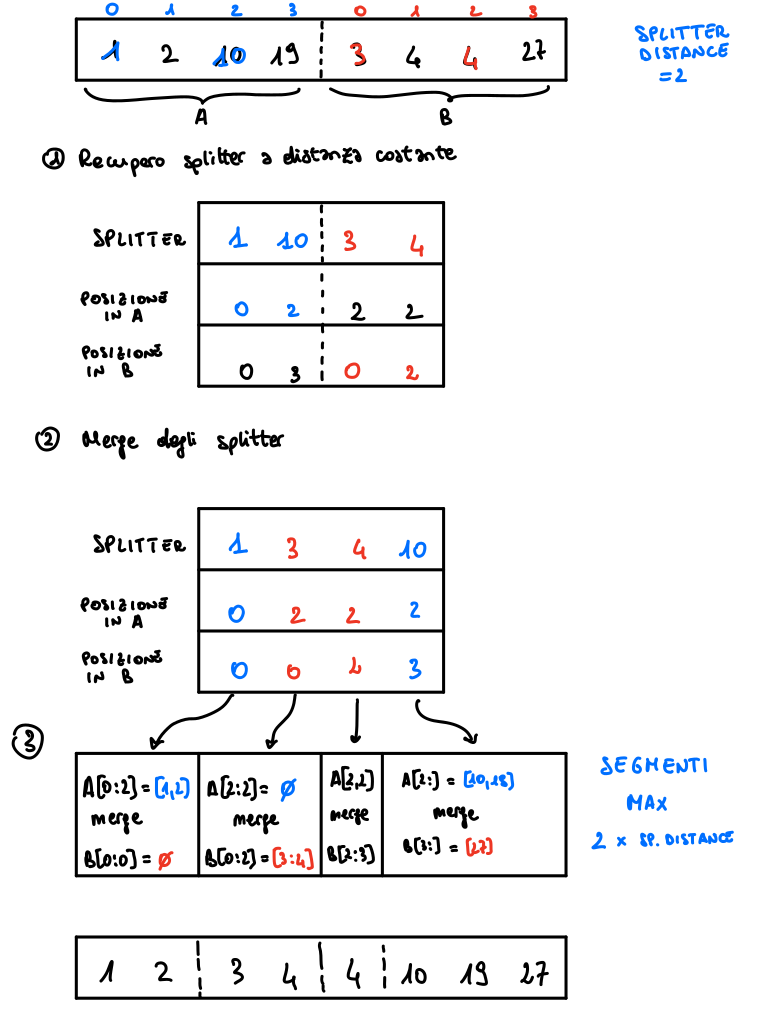 0 1 2 3 0 1 2 3
1 2 10 19 3 4 4 27
SPLITTER
DISTANCE
=2
A B
① Recupero splitter a distanza costante
SPLITTER 1 10 3 4
POSIZIONE
IN A 0 2 2 2
POSIZIONE
IN B 0 3 0 2
② Merge degli splitter
SPLITTER 1 3 4 10
POSIZIONE
IN A 0 2 2 2
POSIZIONE
IN B 0 0 2 3
③
A[0:2]=[1,2] A[2:2]= ø A[2,2] A[2:] = [10,19]
merge merge merge merge
B[0:0]=ø B[0:2]=[3:4] B[2:3] B[3:] = [27]
SEGMENTI
MAX
2 x SP. DISTANCE
1 2 3 4 4 10 19 27